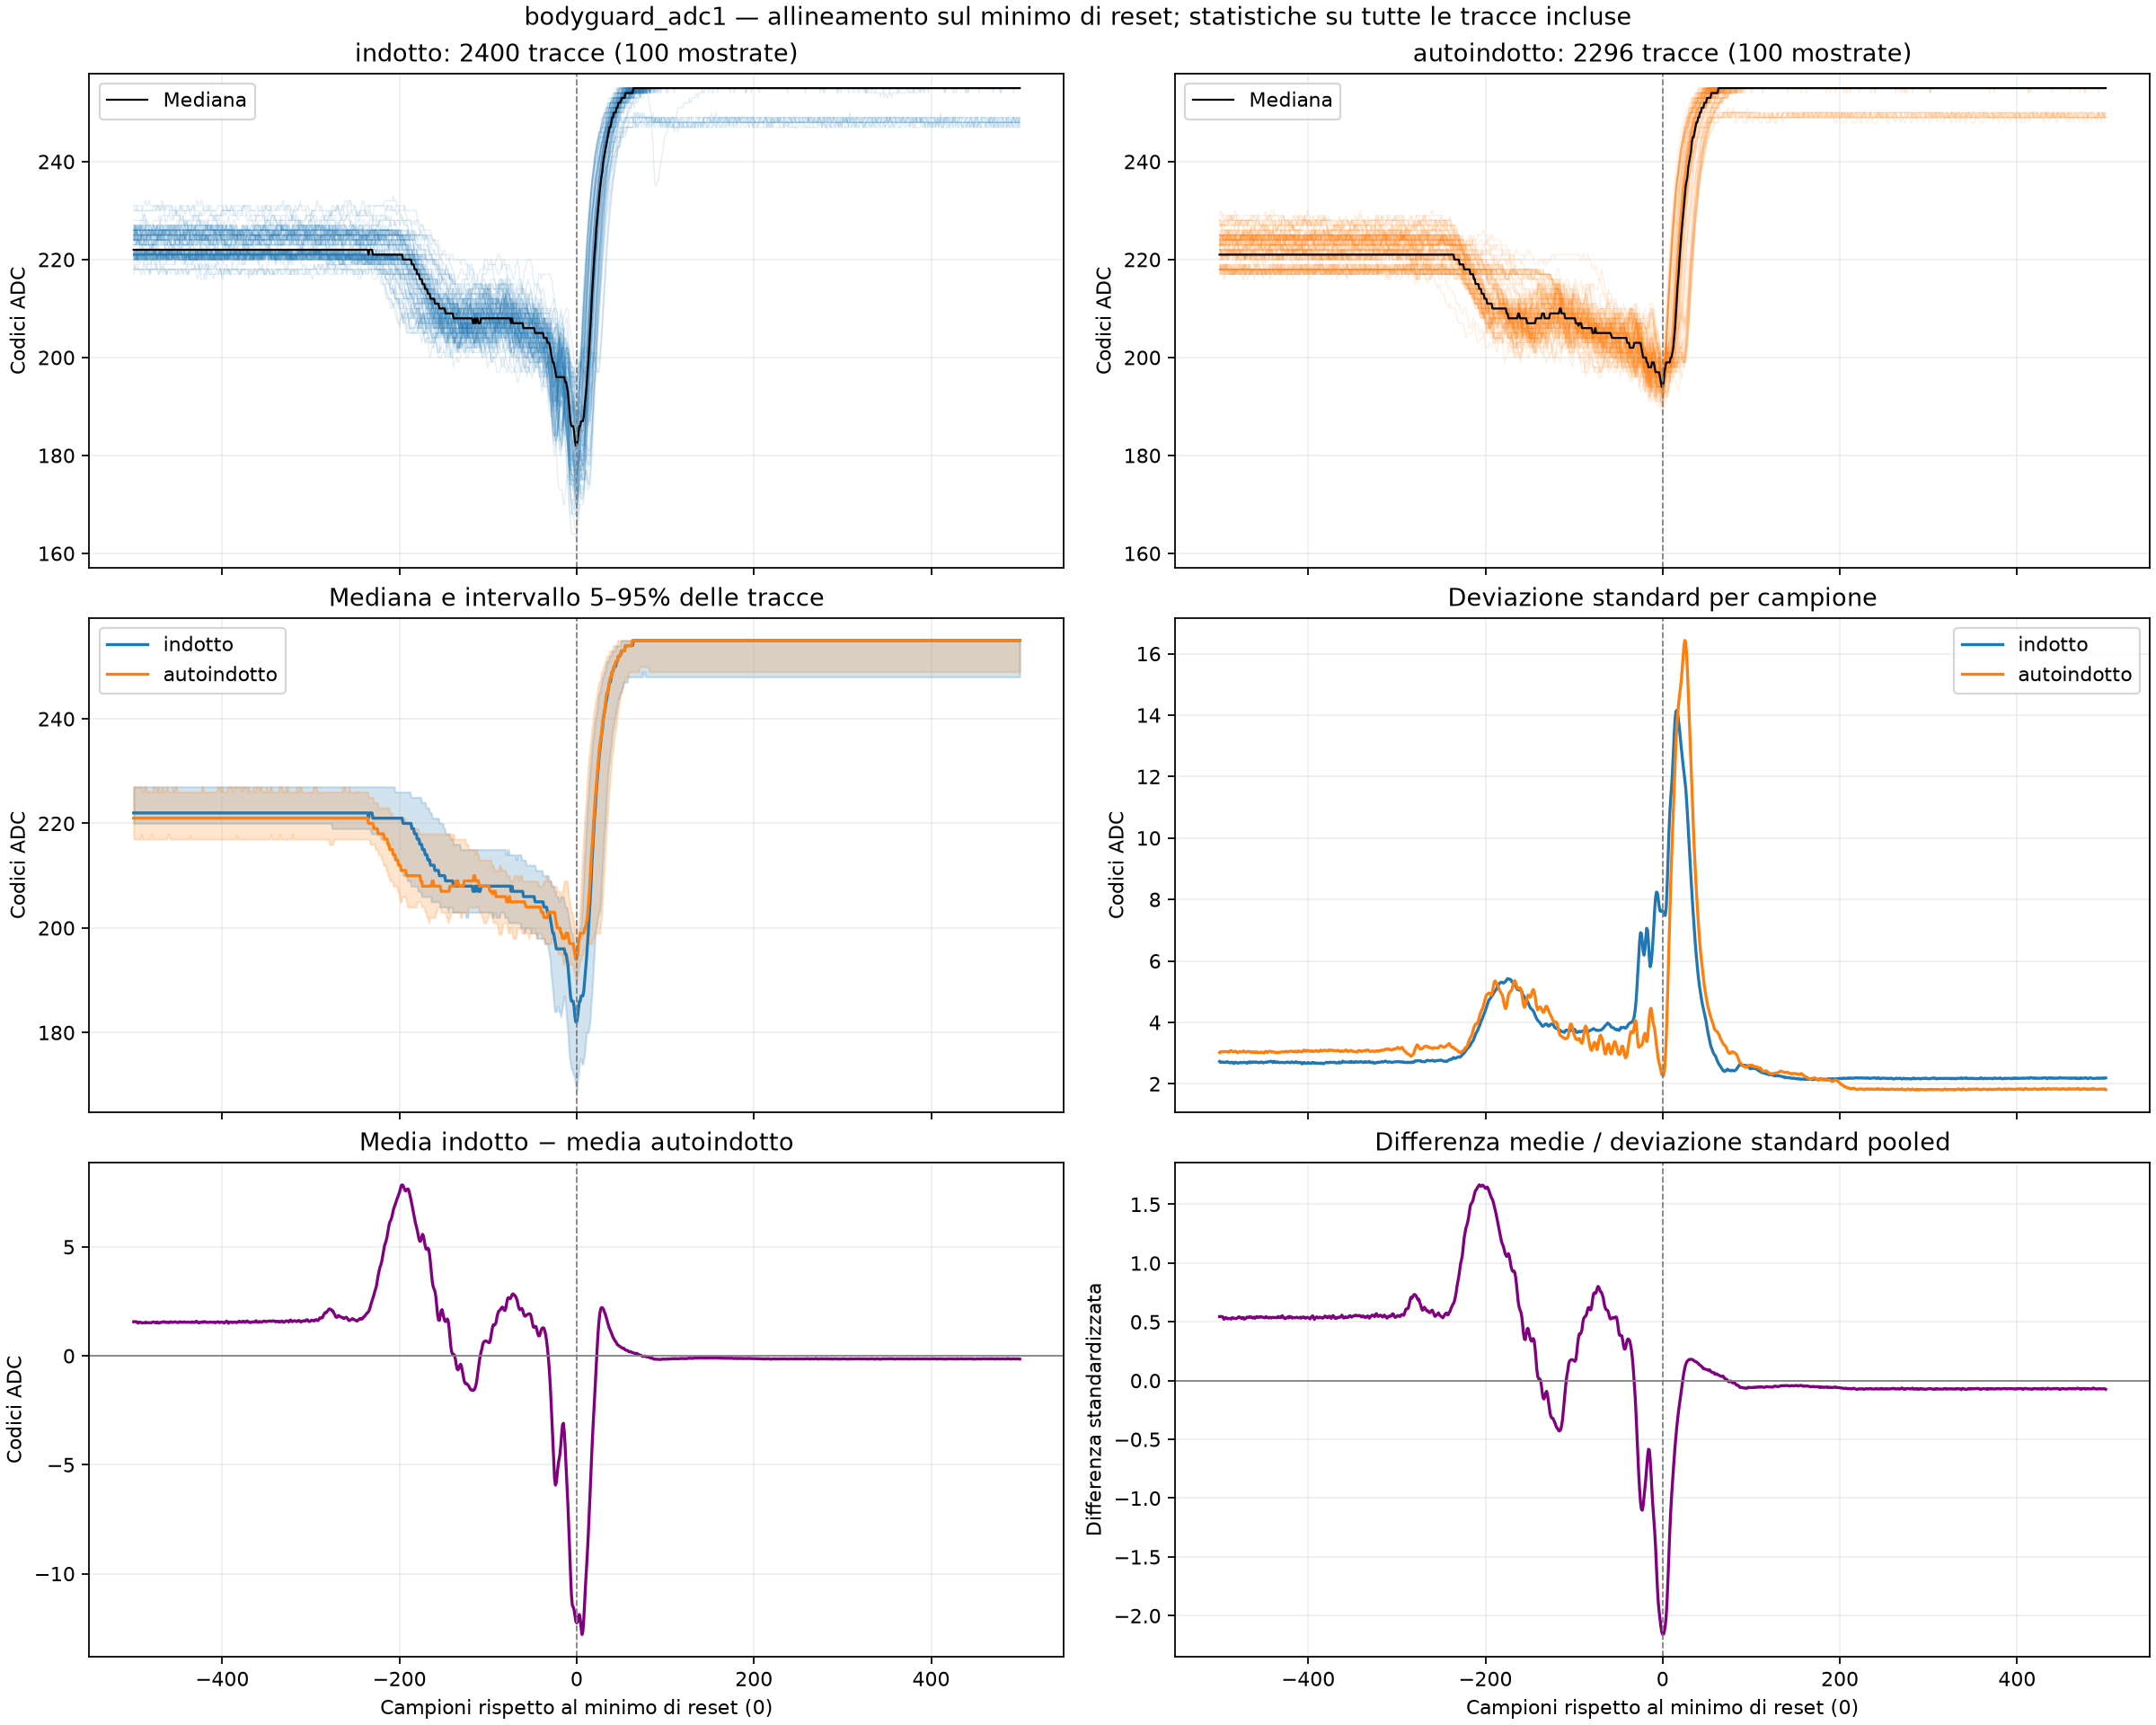 bodyguard_adc1 — allineamento sul minimo di reset; statistiche su tutte le tracce incluse
indotto: 2400 tracce (100 mostrate)
Mediana
Codici ADC
240
220
200
180
160
autoindotto: 2296 tracce (100 mostrate)
Mediana
Codici ADC
240
220
200
180
160
Mediana e intervallo 5–95% delle tracce
indotto
autoindotto
Codici ADC
240
220
200
180
Deviazione standard per campione
indotto
autoindotto
Codici ADC
16
14
12
10
8
6
4
2
Media indotto − media autoindotto
Codici ADC
5
0
−5
−10
−400
−200
0
200
400
Campioni rispetto al minimo di reset (0)
Differenza medie / deviazione standard pooled
Differenza standardizzata
1.5
1.0
0.5
0.0
−0.5
−1.0
−1.5
−2.0
−400
−200
0
200
400
Campioni rispetto al minimo di reset (0)